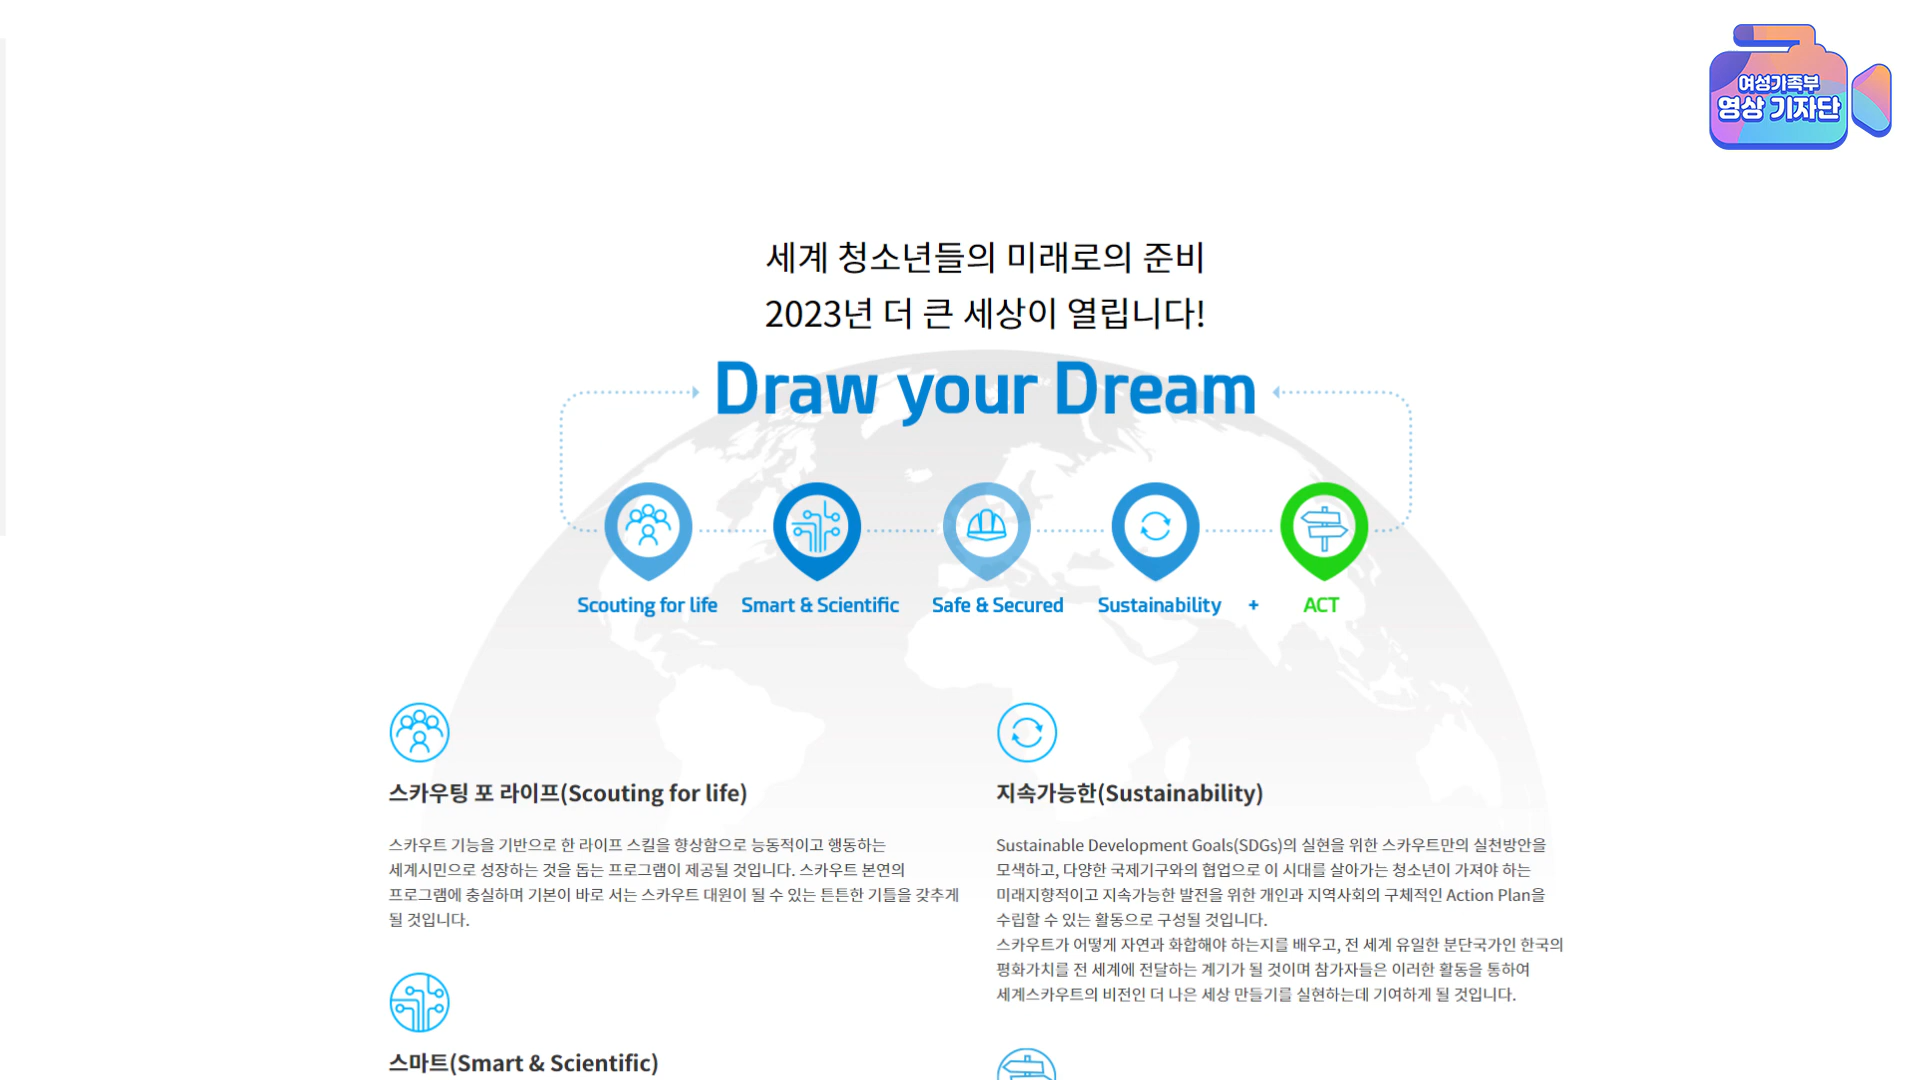 여성가족부
영상 기자단
세계 청소년들의 미래로의 준비
2023년 더 큰 세상이 열립니다!
Draw your Dream
Scouting for life
Smart & Scientific
Safe & Secured
Sustainability
+
ACT
스카우팅 포 라이프(Scouting for life)
스카우트 기능을 기반으로 한 라이프 스킬을 향상함으로 능동적이고 행동하는
세계시민으로 성장하는 것을 돕는 프로그램이 제공될 것입니다. 스카우트 본연의
프로그램에 충실하며 기본이 바로 서는 스카우트 대원이 될 수 있는 튼튼한 기틀을 갖추게
될 것입니다.
스마트(Smart & Scientific)
지속가능한(Sustainability)
Sustainable Development Goals(SDGs)의 실현을 위한 스카우트만의 실천방안을
모색하고, 다양한 국제기구와의 협업으로 이 시대를 살아가는 청소년이 가져야 하는
미래지향적이고 지속가능한 발전을 위한 개인과 지역사회의 구체적인 Action Plan을
수립할 수 있는 활동으로 구성될 것입니다.
스카우트가 어떻게 자연과 화합해야 하는지를 배우고, 전 세계 유일한 분단국가인 한국의
평화가치를 전 세계에 전달하는 계기가 될 것이며 참가자들은 이러한 활동을 통하여
세계스카우트의 비전인 더 나은 세상 만들기를 실현하는데 기여하게 될 것입니다.